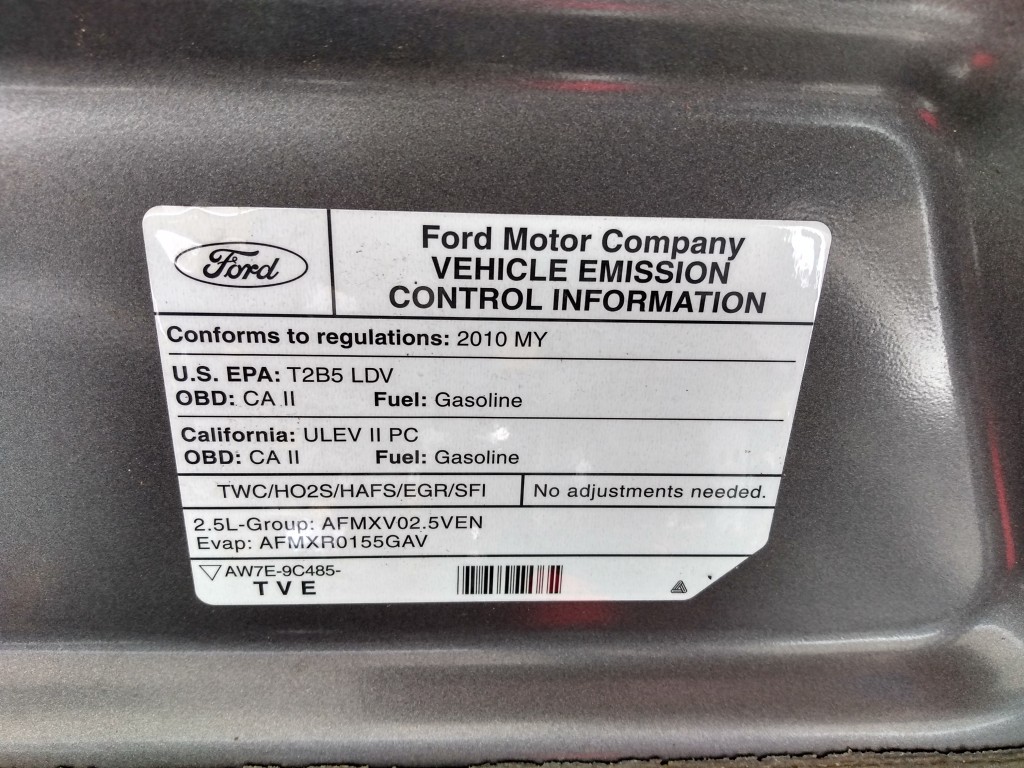 Ford
Ford Motor Company
VEHICLE EMISSION
CONTROL INFORMATION
Conforms to regulations: 2010 MY
U.S. EPA: T2B5 LDV
OBD: CA II Fuel: Gasoline
California: ULEV II PC
OBD: CA II Fuel: Gasoline
TWC/HO2S/HAFS/EGR/SFI No adjustments needed.
2.5L-Group: AFMXV02.5VEN
Evap: AFMXR0155GAV
AW7E-9C485-
T V E